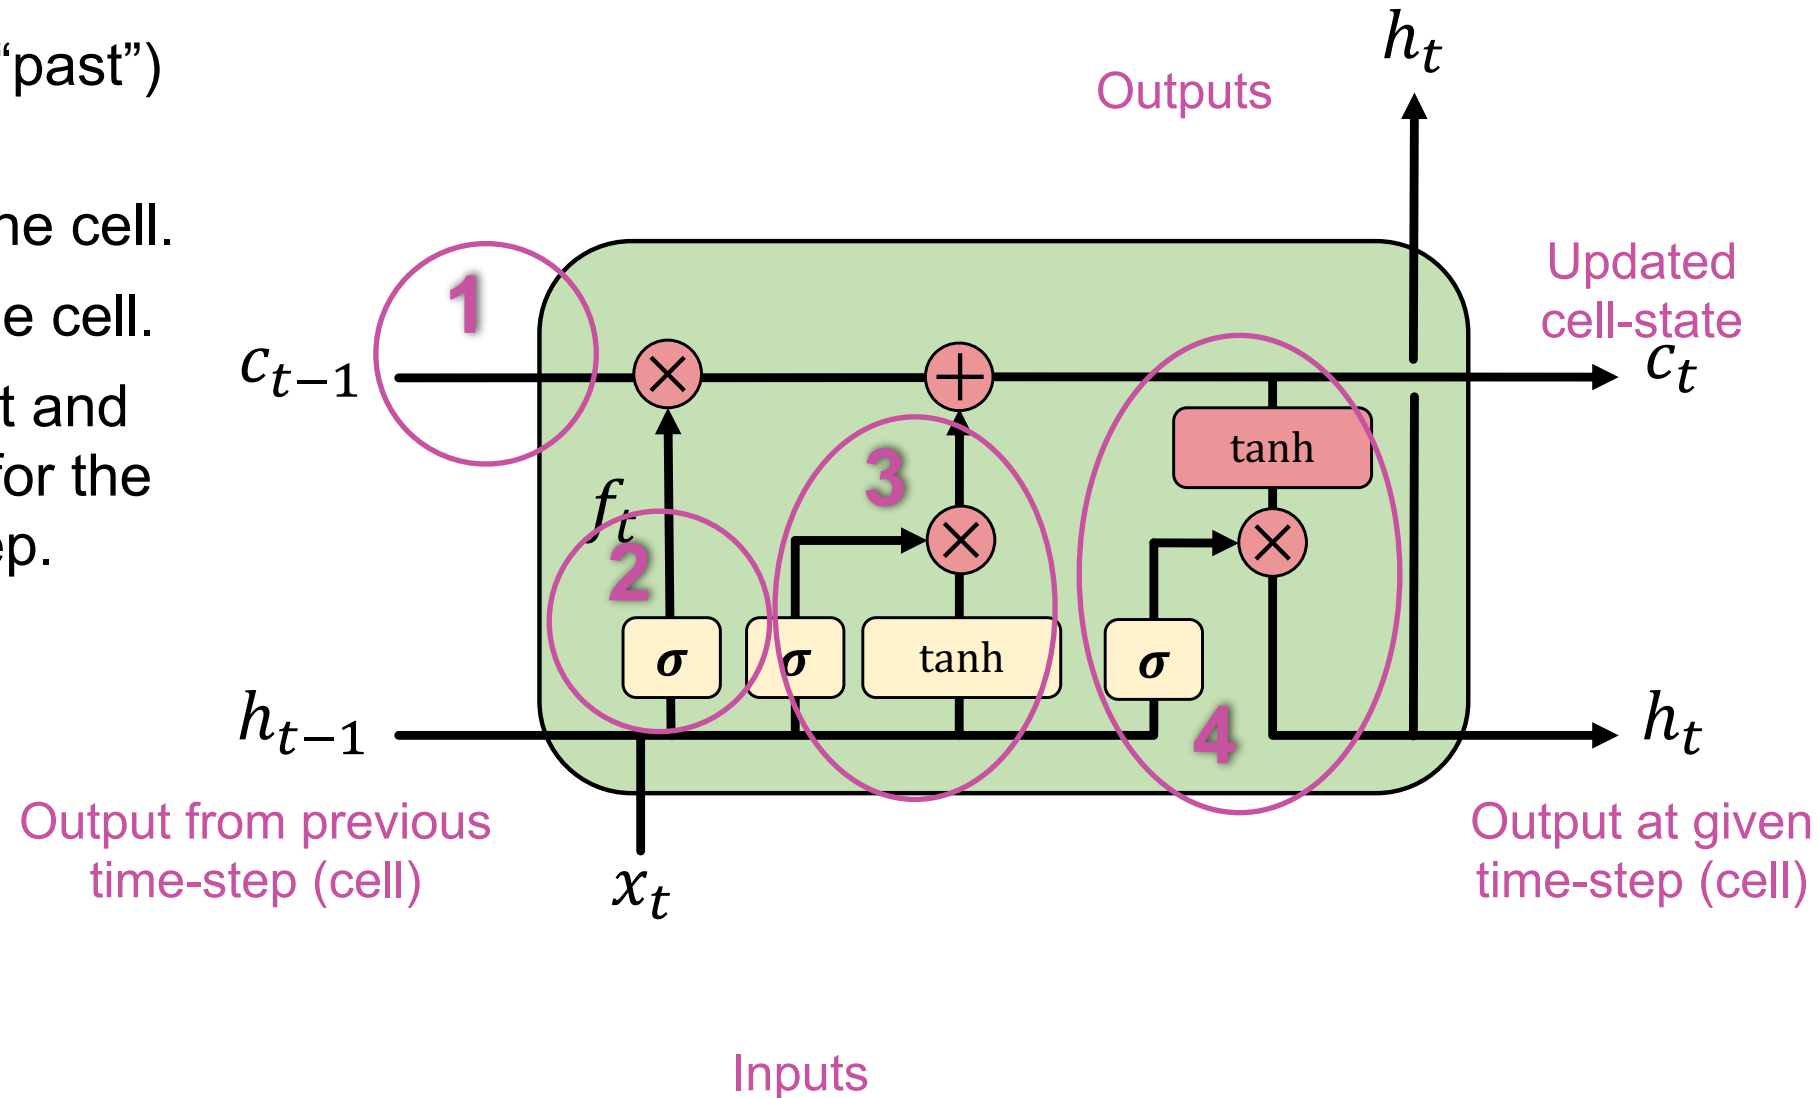 “past”)
he cell.
e cell.
t and
for the
ep.
Outputs
h_t
Updated
cell-state
1
c_{t−1}
c_t
tanh
3
f_t
2
σ
σ
tanh
σ
4
h_{t−1}
h_t
Output from previous
time-step (cell)
x_t
Output at given
time-step (cell)
Inputs